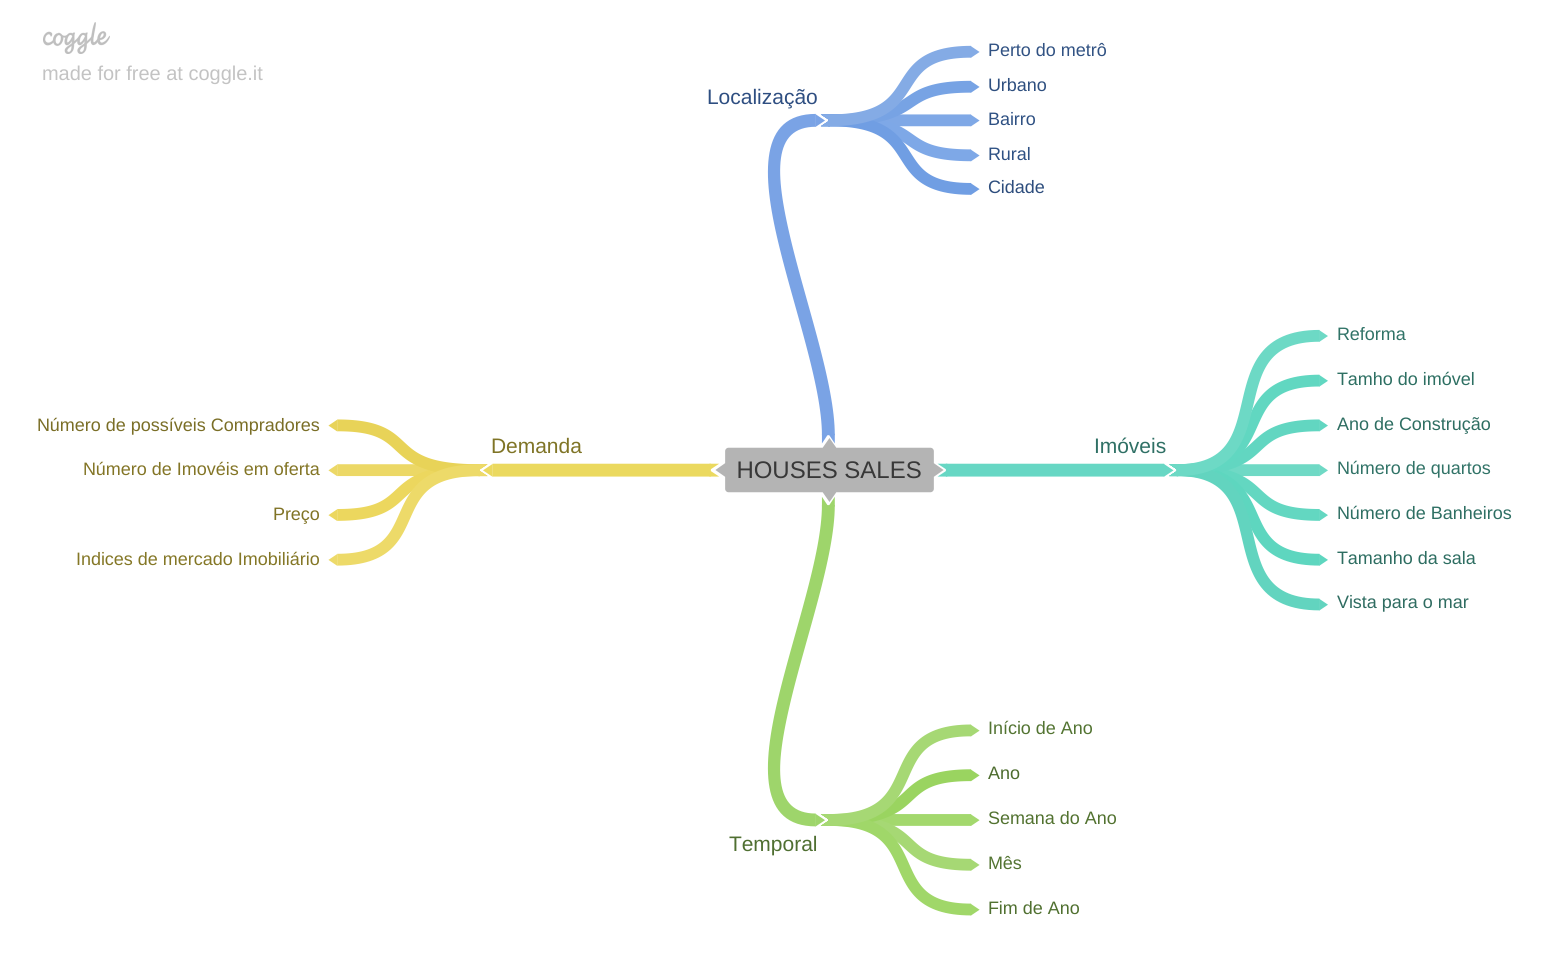 coggle
made for free at coggle.it
Localização
Perto do metrô
Urbano
Bairro
Rural
Cidade
HOUSES SALES
Imóveis
Reforma
Tamho do imóvel
Ano de Construção
Número de quartos
Número de Banheiros
Tamanho da sala
Vista para o mar
Demanda
Número de possíveis Compradores
Número de Imovéis em oferta
Preço
Indices de mercado Imobiliário
Temporal
Início de Ano
Ano
Semana do Ano
Mês
Fim de Ano